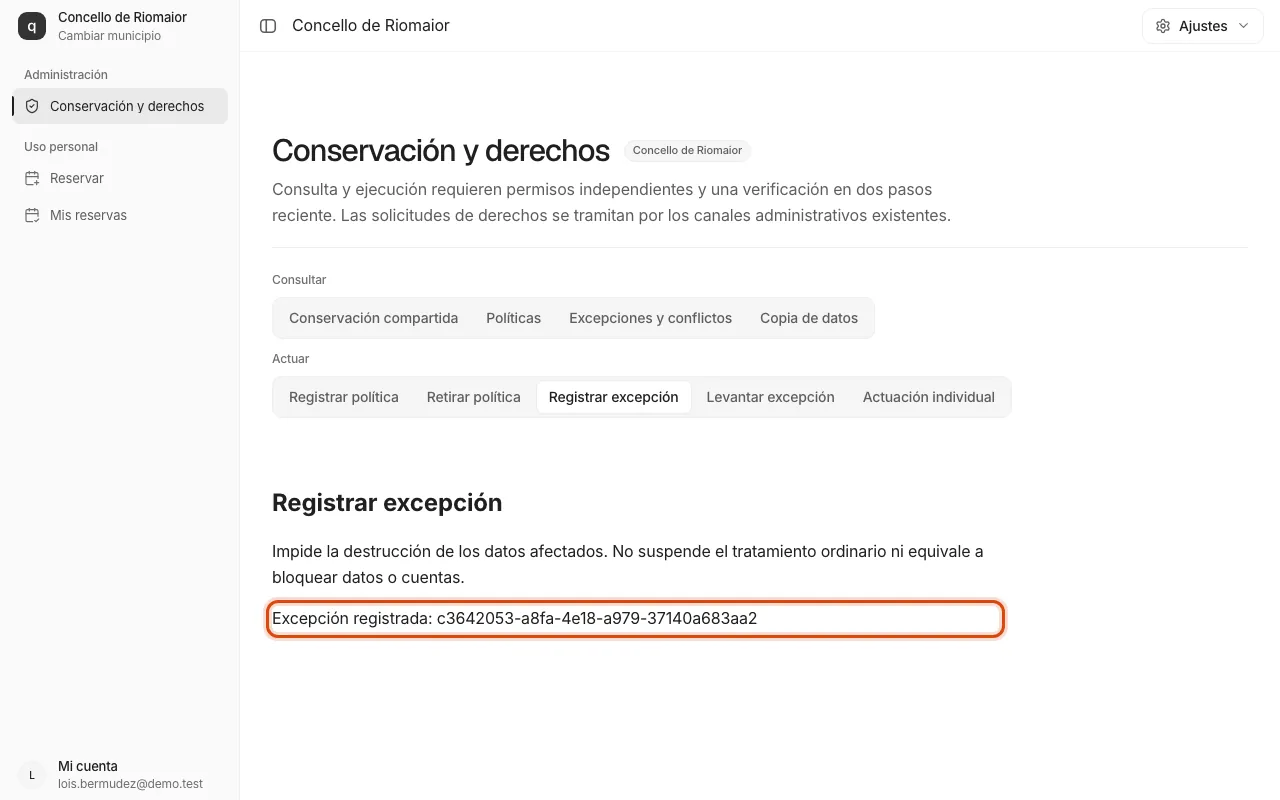 q
Concello de Riomaior
Cambiar municipio
Administración
Conservación y derechos
Uso personal
Reservar
Mis reservas
L
Mi cuenta
lois.bermudez@demo.test
Concello de Riomaior
Ajustes
Conservación y derechos
Concello de Riomaior
Consulta y ejecución requieren permisos independientes y una verificación en dos pasos
reciente. Las solicitudes de derechos se tramitan por los canales administrativos existentes.
Consultar
Conservación compartida Políticas Excepciones y conflictos Copia de datos
Actuar
Registrar política Retirar política Registrar excepción Levantar excepción Actuación individual
Registrar excepción
Impide la destrucción de los datos afectados. No suspende el tratamiento ordinario ni equivale a
bloquear datos o cuentas.
Excepción registrada: c3642053-a8fa-4e18-a979-37140a683aa2